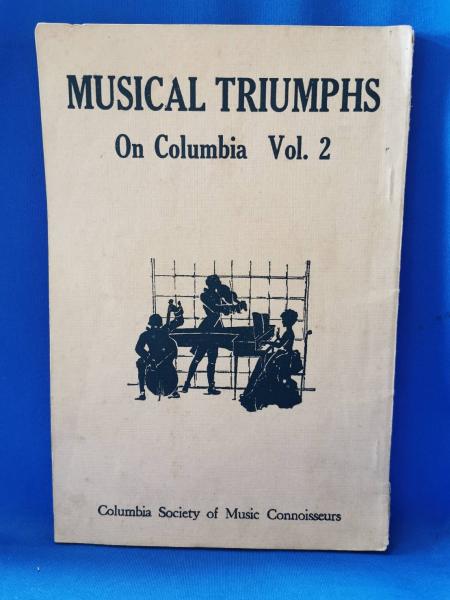 MUSICAL TRIUMPHS
On Columbia Vol. 2
Columbia Society of Music Connoisseurs